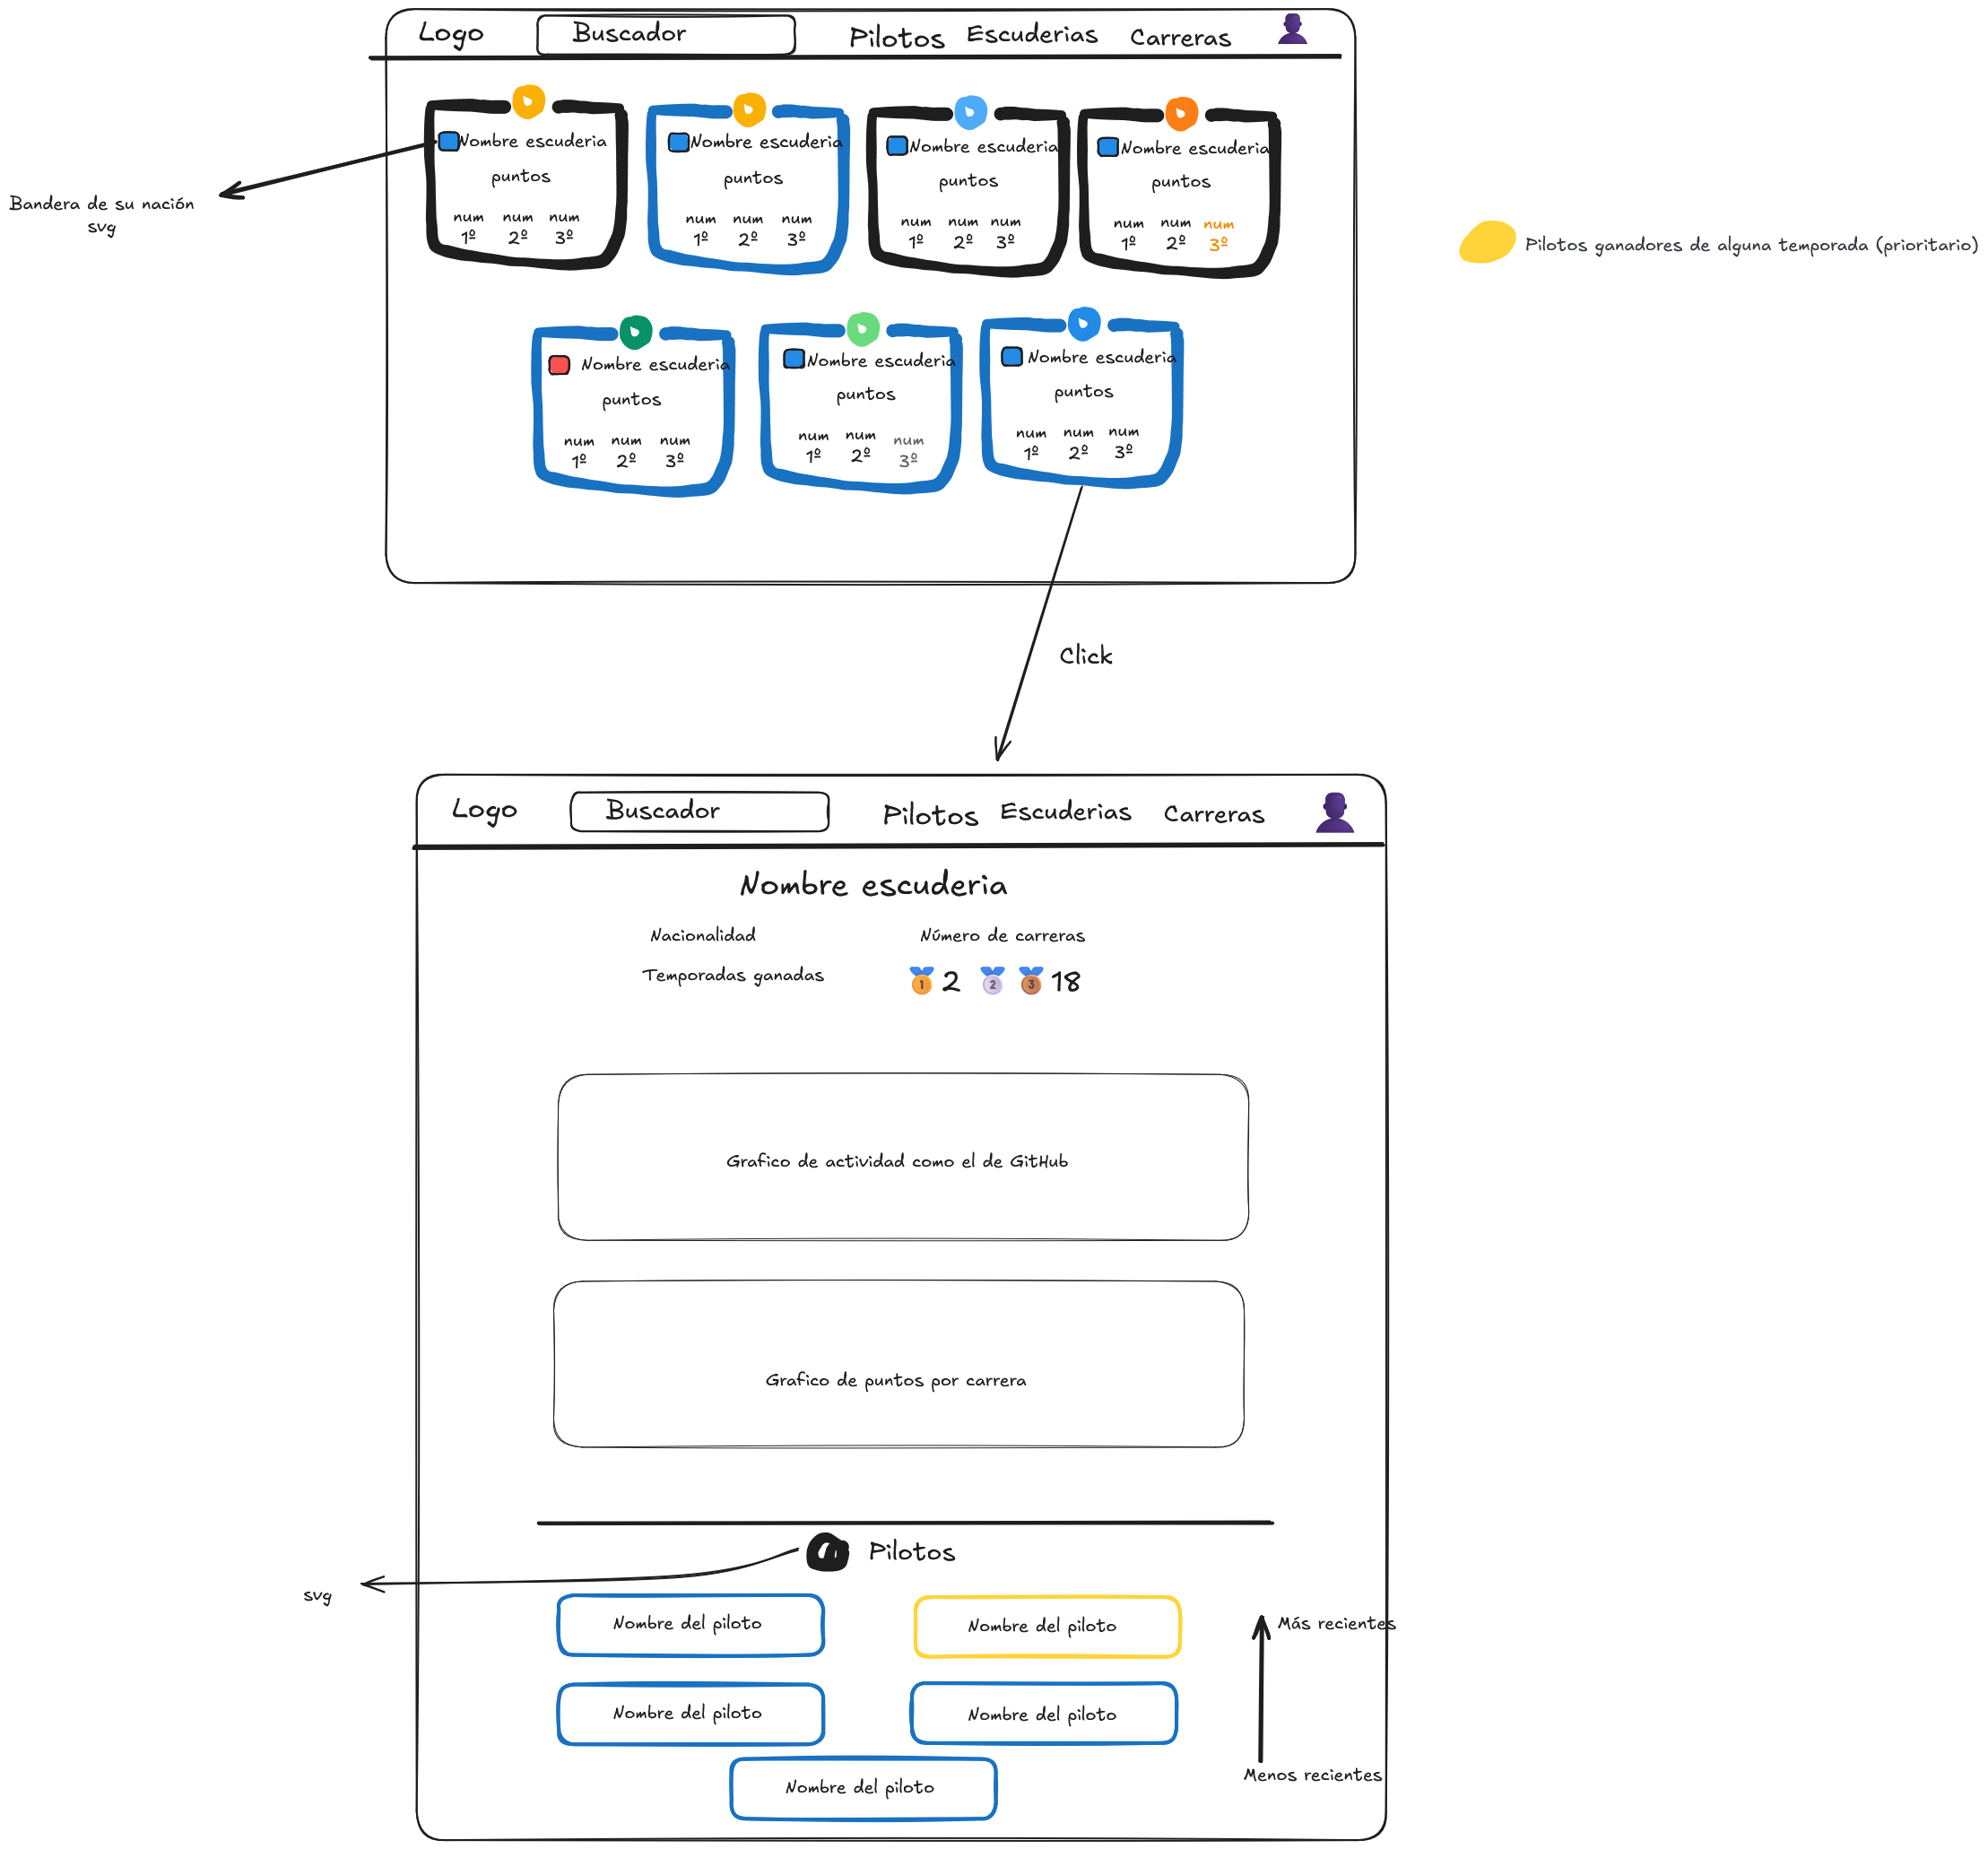 Logo Buscador Pilotos Escuderias Carreras
Nombre escuderia
puntos
num num num
1º 2º 3º
Nombre escuderia
puntos
num num num
1º 2º 3º
Nombre escuderia
puntos
num num num
1º 2º 3º
Nombre escuderia
puntos
num num num
1º 2º 3º
Bandera de su nación
svg
Pilotos ganadores de alguna temporada (prioritario)
Nombre escuderia
puntos
num num num
1º 2º 3º
Nombre escuderia
puntos
num num num
1º 2º 3º
Nombre escuderia
puntos
num num num
1º 2º 3º
Click
Logo Buscador Pilotos Escuderias Carreras
Nombre escuderia
Nacionalidad Número de carreras
Temporadas ganadas 1 2 2 3 18
Grafico de actividad como el de GitHub
Grafico de puntos por carrera
Pilotos
svg
Nombre del piloto Nombre del piloto
Más recientes
Nombre del piloto Nombre del piloto
Menos recientes
Nombre del piloto